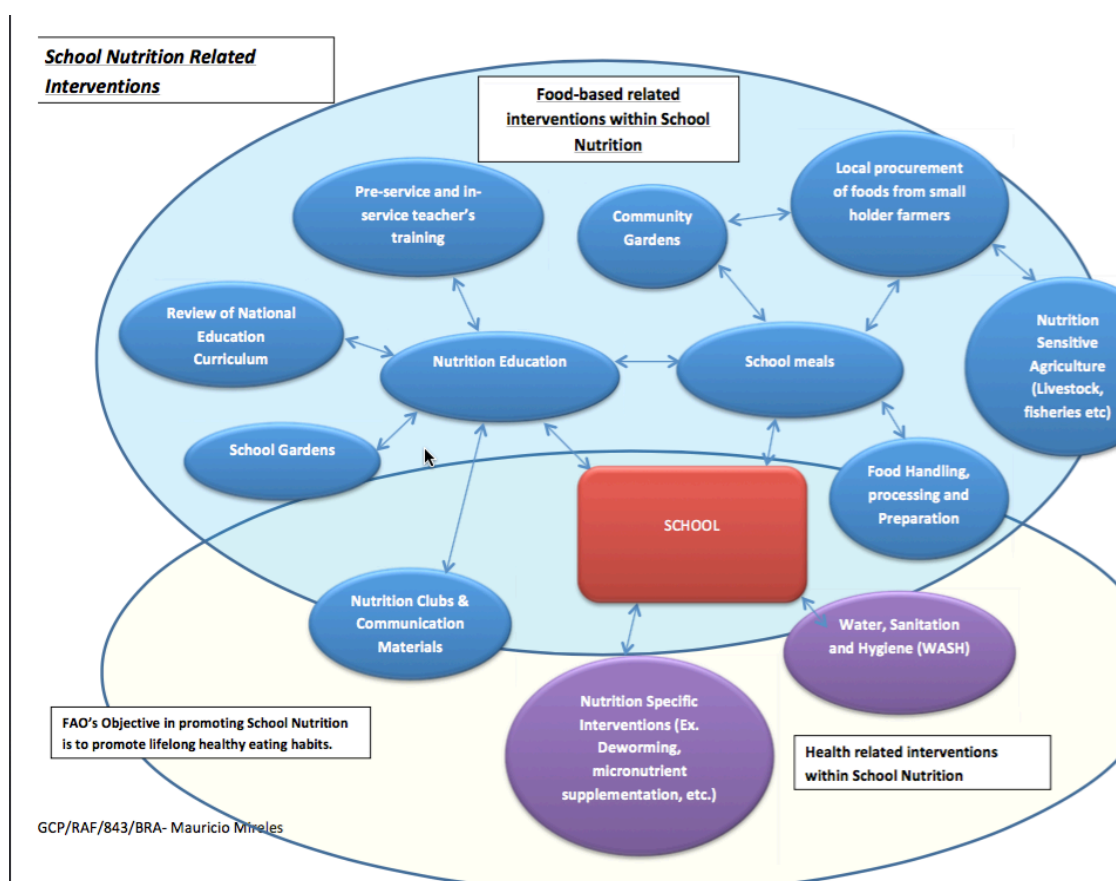 School Nutrition Related
Interventions
Food-based related
interventions within School
Nutrition
Pre-service and in-
service teacher's
training
Community
Gardens
Local procurement
of foods from small
holder farmers
Review of National
Education
Curriculum
Nutrition Education
School meals
Nutrition
Sensitive
Agriculture
(Livestock,
fisheries etc)
School Gardens
Food Handling,
processing and
Preparation
SCHOOL
Nutrition Clubs &
Communication
Materials
Water, Sanitation
and Hygiene (WASH)
Nutrition Specific
Interventions (Ex.
Deworming,
micronutrient
supplementation, etc.)
FAO's Objective in promoting School Nutrition
is to promote lifelong healthy eating habits.
Health related interventions
within School Nutrition
GCP/RAF/843/BRA- Mauricio Mireles